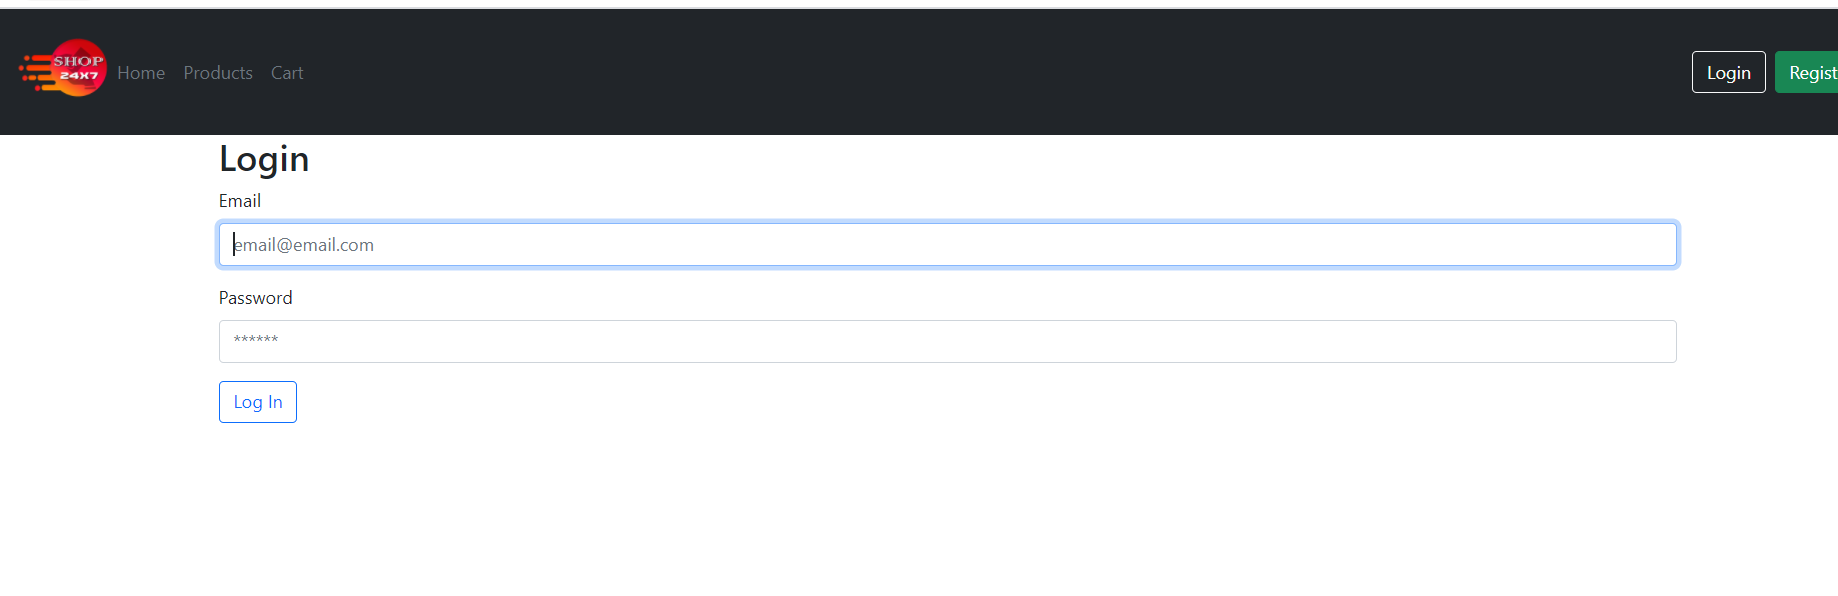 SHOP
24X7
Home Products Cart Login Regist
Login
Email
email@email.com
Password
******
Log In